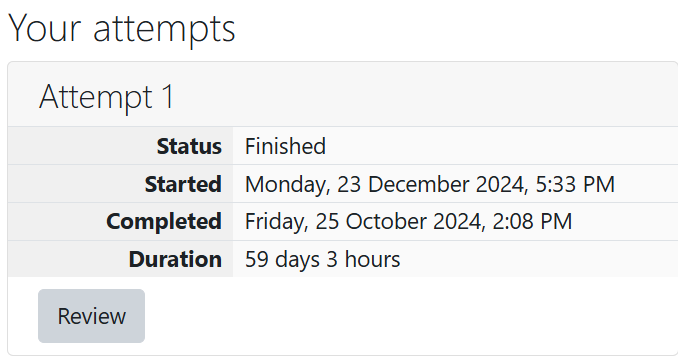 Your attempts
Attempt 1
Status Finished
Started Monday, 23 December 2024, 5:33 PM
Completed Friday, 25 October 2024, 2:08 PM
Duration 59 days 3 hours
Review